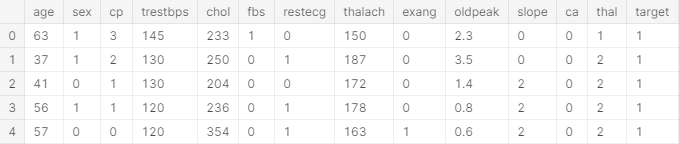 age sex cp trestbps chol fbs restecg thalach exang oldpeak slope ca thal target
0 63 1 3 145 233 1 0 150 0 2.3 0 0 1 1
1 37 1 2 130 250 0 1 187 0 3.5 0 0 2 1
2 41 0 1 130 204 0 0 172 0 1.4 2 0 2 1
3 56 1 1 120 236 0 1 178 0 0.8 2 0 2 1
4 57 0 0 120 354 0 1 163 1 0.6 2 0 2 1